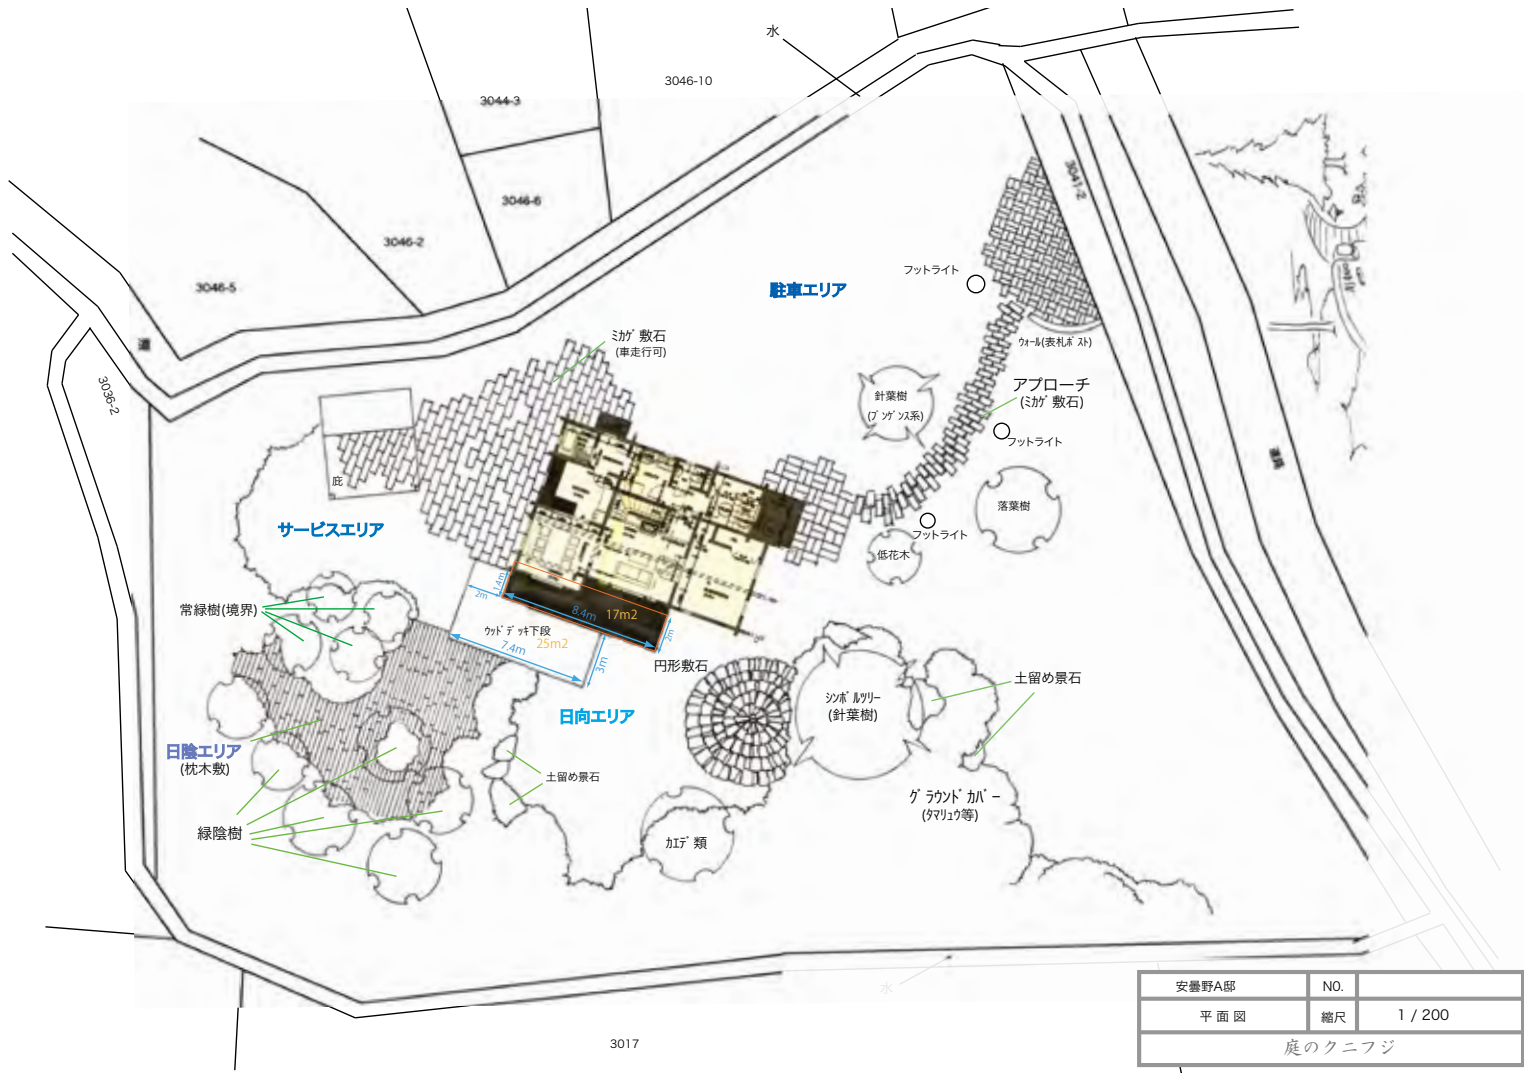 水
3046-10
3044-3
3046-6
3041-2
3046-2
3046-5
フットライト
駐車エリア
道
ミカゲ敷石
(車走行可)
ウォール(表札ポスト)
3036-2
アプローチ
(ミカゲ敷石)
針葉樹
(プンゲンス系)
フットライト
道路
庇
落葉樹
サービスエリア
フットライト
低花木
1.4m
2m
常緑樹(境界)
8.4m
17m2
ウッドデッキ下段
25m2
7.4m
2m
3m
円形敷石
土留め景石
シンボルツリー
(針葉樹)
日向エリア
日陰エリア
(枕木敷)
土留め景石
グラウンドカバー
(タマリュウ等)
緑陰樹
カエデ類
水
安曇野A邸
NO.
平面図
縮尺
1 / 200
庭のクニフジ
3017